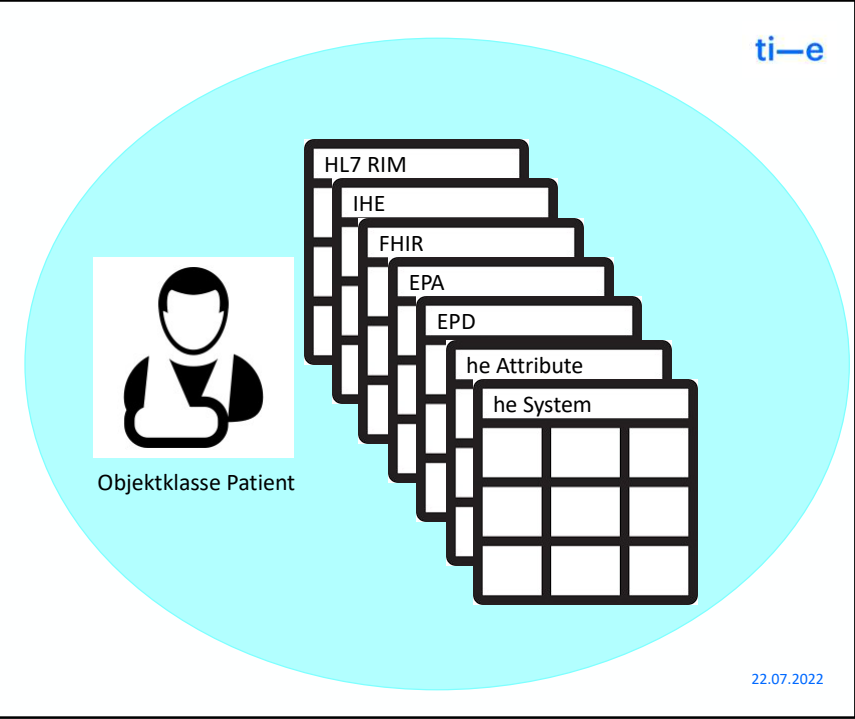 ti—e
HL7 RIM
IHE
FHIR
EPA
EPD
he Attribute
he System
Objektklasse Patient
22.07.2022